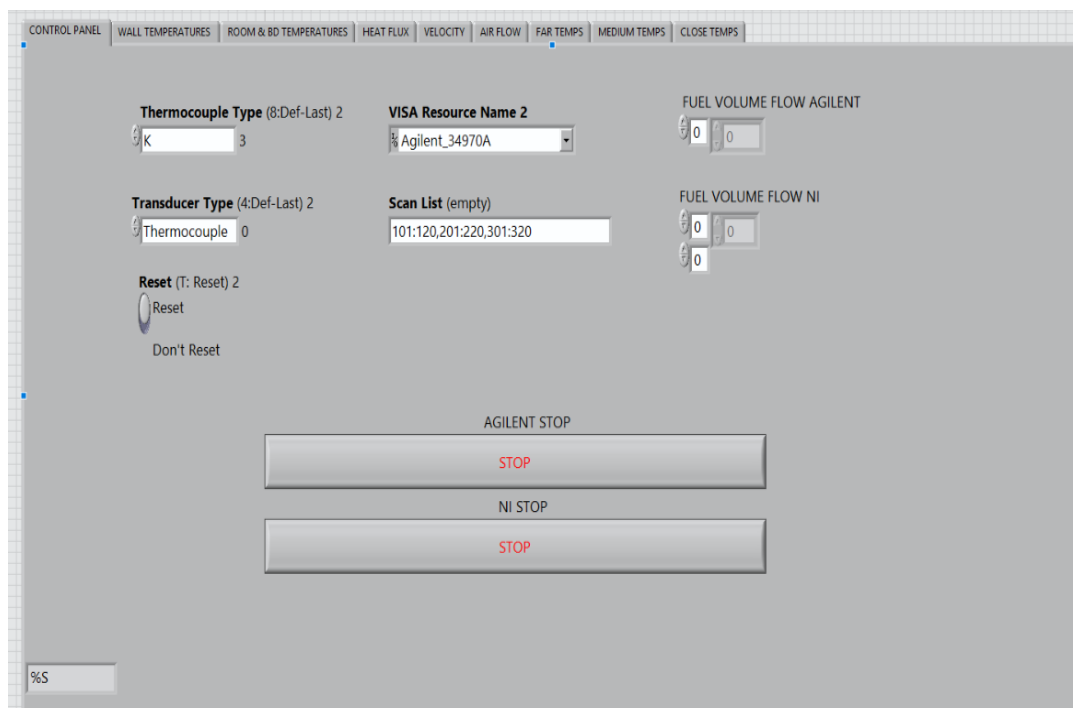 CONTROL PANEL WALL TEMPERATURES ROOM & BD TEMPERATURES HEAT FLUX VELOCITY AIR FLOW FAR TEMPS MEDIUM TEMPS CLOSE TEMPS
Thermocouple Type (8:Def-Last) 2
K 3
VISA Resource Name 2
Agilent_34970A
FUEL VOLUME FLOW AGILENT
0 0
Transducer Type (4:Def-Last) 2
Thermocouple 0
Scan List (empty)
101:120,201:220,301:320
FUEL VOLUME FLOW NI
0 0
0
Reset (T: Reset) 2
Reset
Don't Reset
AGILENT STOP
STOP
NI STOP
STOP
%S